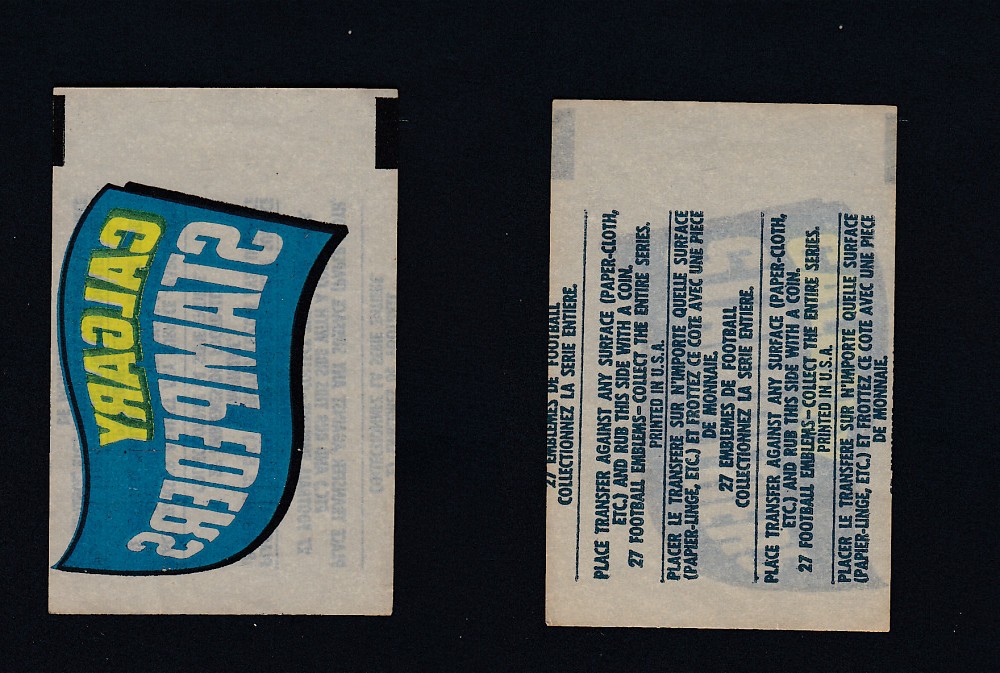 CALGARY
STAMPEDERS
27 EMBLEMES DE FOOTBALL
COLLECTIONNEZ LA SERIE ENTIERE.
PLACE TRANSFER AGAINST ANY SURFACE (PAPER-CLOTH,
ETC.) AND RUB THIS SIDE WITH A COIN.
27 FOOTBALL EMBLEMS—COLLECT THE ENTIRE SERIES.
PRINTED IN U.S.A.
PLACER LE TRANSFERE SUR N'IMPORTE QUELLE SURFACE
(PAPIER-LINGE, ETC.) ET FROTTEZ CE COTE AVEC UNE PIECE
DE MONNAIE.
27 EMBLEMES DE FOOTBALL
COLLECTIONNEZ LA SERIE ENTIERE.
PLACE TRANSFER AGAINST ANY SURFACE (PAPER-CLOTH,
ETC.) AND RUB THIS SIDE WITH A COIN.
27 FOOTBALL EMBLEMS—COLLECT THE ENTIRE SERIES.
PRINTED IN U.S.A.
PLACER LE TRANSFERE SUR N'IMPORTE QUELLE SURFACE
(PAPIER-LINGE, ETC.) ET FROTTEZ CE COTE AVEC UNE PIECE
DE MONNAIE.